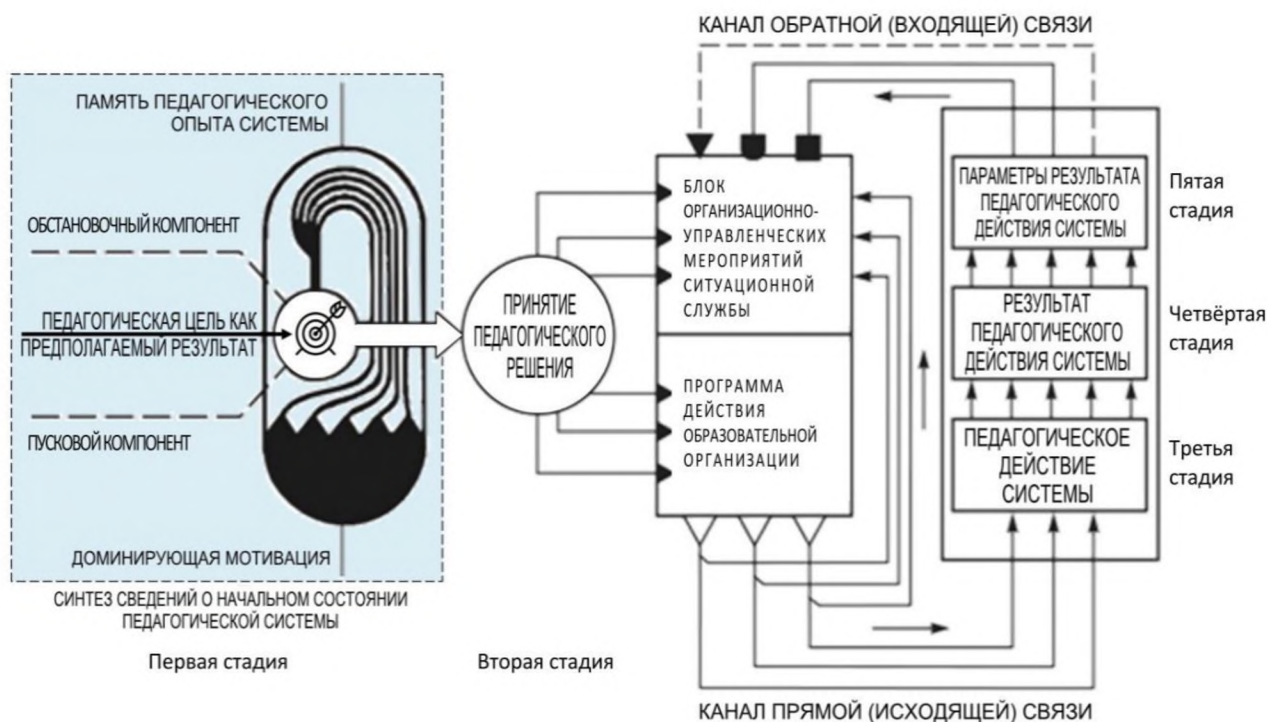 КАНАЛ ОБРАТНОЙ (ВХОДЯЩЕЙ) СВЯЗИ
ПАМЯТЬ ПЕДАГОГИЧЕСКОГО
ОПЫТА СИСТЕМЫ
ОБСТАНОВОЧНЫЙ КОМПОНЕНТ
ПЕДАГОГИЧЕСКАЯ ЦЕЛЬ КАК
ПРЕДПОЛАГАЕМЫЙ РЕЗУЛЬТАТ
ПУСКОВОЙ КОМПОНЕНТ
ДОМИНИРУЮЩАЯ МОТИВАЦИЯ
СИНТЕЗ СВЕДЕНИЙ О НАЧАЛЬНОМ СОСТОЯНИИ
ПЕДАГОГИЧЕСКОЙ СИСТЕМЫ
Первая стадия
ПРИНЯТИЕ
ПЕДАГОГИЧЕСКОГО
РЕШЕНИЯ
Вторая стадия
БЛОК
ОРГАНИЗАЦИОННО-
УПРАВЛЕНЧЕСКИХ
МЕРОПРИЯТИЙ
СИТУАЦИОННОЙ
СЛУЖБЫ
ПРОГРАММА
ДЕЙСТВИЯ
ОБРАЗОВАТЕЛЬНОЙ
ОРГАНИЗАЦИИ
ПАРАМЕТРЫ РЕЗУЛЬТАТА
ПЕДАГОГИЧЕСКОГО
ДЕЙСТВИЯ СИСТЕМЫ
Пятая
стадия
РЕЗУЛЬТАТ
ПЕДАГОГИЧЕСКОГО
ДЕЙСТВИЯ СИСТЕМЫ
Четвёртая
стадия
ПЕДАГОГИЧЕСКОЕ
ДЕЙСТВИЕ
СИСТЕМЫ
Третья
стадия
КАНАЛ ПРЯМОЙ (ИСХОДЯЩЕЙ) СВЯЗИ